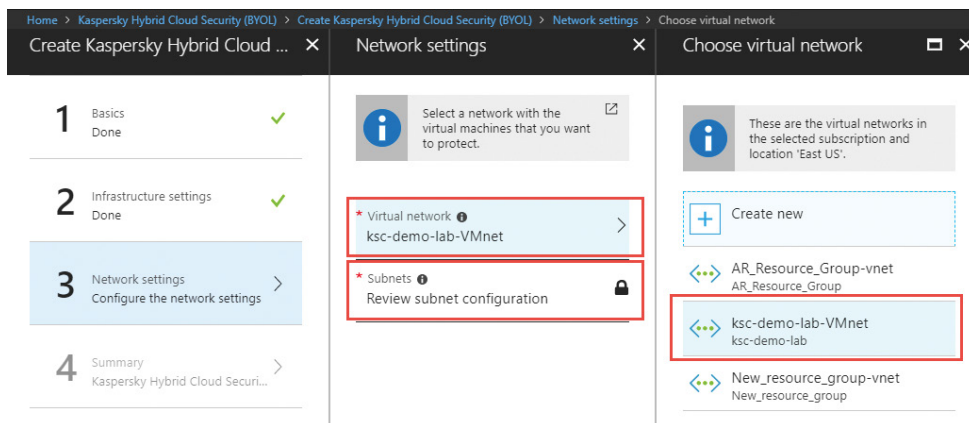 Home > Kaspersky Hybrid Cloud Security (BYOL) > Create Kaspersky Hybrid Cloud Security (BYOL) > Network settings > Choose virtual network
Create Kaspersky Hybrid Cloud ...
1
Basics
Done
2
Infrastructure settings
Done
3
Network settings
Configure the network settings
4
Summary
Kaspersky Hybrid Cloud Securi...
Network settings
Select a network with the
virtual machines that you want
to protect.
* Virtual network
ksc-demo-lab-VMnet
* Subnets
Review subnet configuration
Choose virtual network
These are the virtual networks in
the selected subscription and
location 'East US'.
Create new
AR_Resource_Group-vnet
AR_Resource_Group
ksc-demo-lab-VMnet
ksc-demo-lab
New_resource_group-vnet
New_resource_group